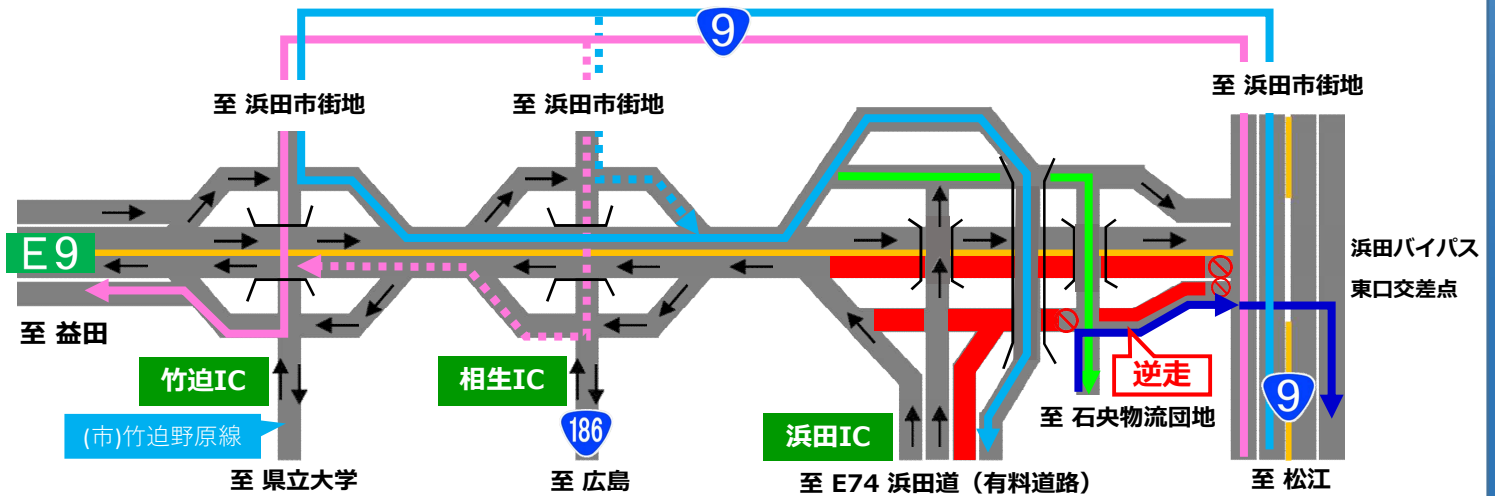 9
至 浜田市街地
至 浜田市街地
至 浜田市街地
E9
浜田バイパス
東口交差点
至 益田
竹迫IC
相生IC
逆走
9
(市)竹迫野原線
186
浜田IC
至 石央物流団地
至 県立大学
至 広島
至 E74 浜田道（有料道路）
至 松江